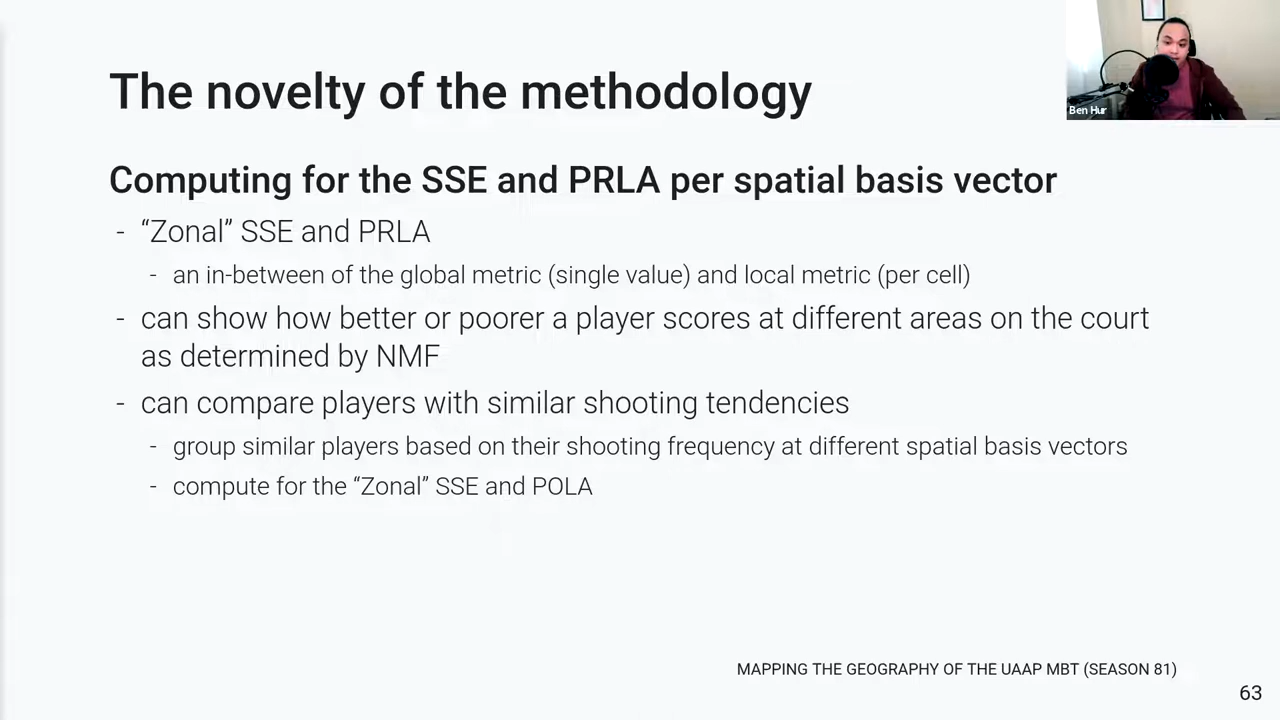 The novelty of the methodology
Ben Hur
Computing for the SSE and PRLA per spatial basis vector
- “Zonal” SSE and PRLA
- an in-between of the global metric (single value) and local metric (per cell)
- can show how better or poorer a player scores at different areas on the court
as determined by NMF
- can compare players with similar shooting tendencies
- group similar players based on their shooting frequency at different spatial basis vectors
- compute for the “Zonal” SSE and POLA
MAPPING THE GEOGRAPHY OF THE UAAP MBT (SEASON 81)
63